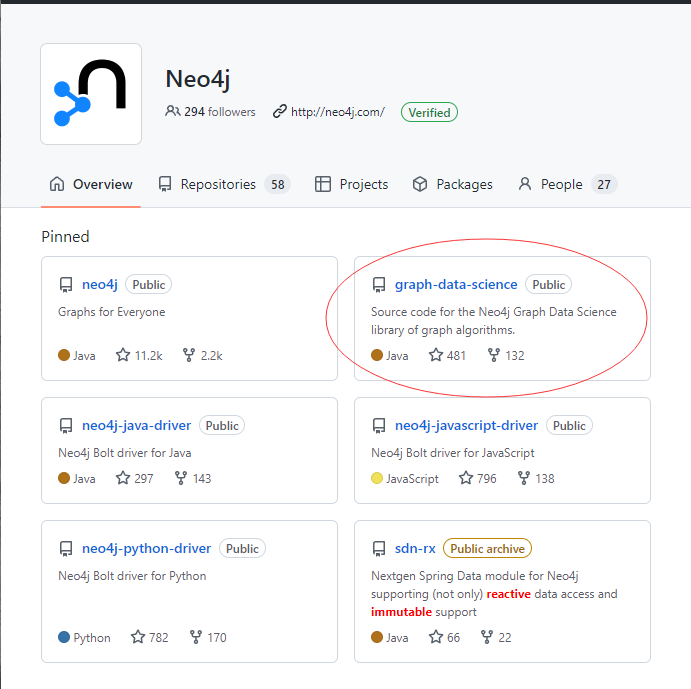 Neo4j
294 followers http://neo4j.com/ Verified
Overview Repositories 58 Projects Packages People 27
Pinned
neo4j Public
Graphs for Everyone
Java 11.2k 2.2k
graph-data-science Public
Source code for the Neo4j Graph Data Science
library of graph algorithms.
Java 481 132
neo4j-java-driver Public
Neo4j Bolt driver for Java
Java 297 143
neo4j-javascript-driver Public
Neo4j Bolt driver for JavaScript
JavaScript 796 138
neo4j-python-driver Public
Neo4j Bolt driver for Python
Python 782 170
sdn-rx Public archive
Nextgen Spring Data module for Neo4j
supporting (not only) reactive data access and
immutable support
Java 66 22